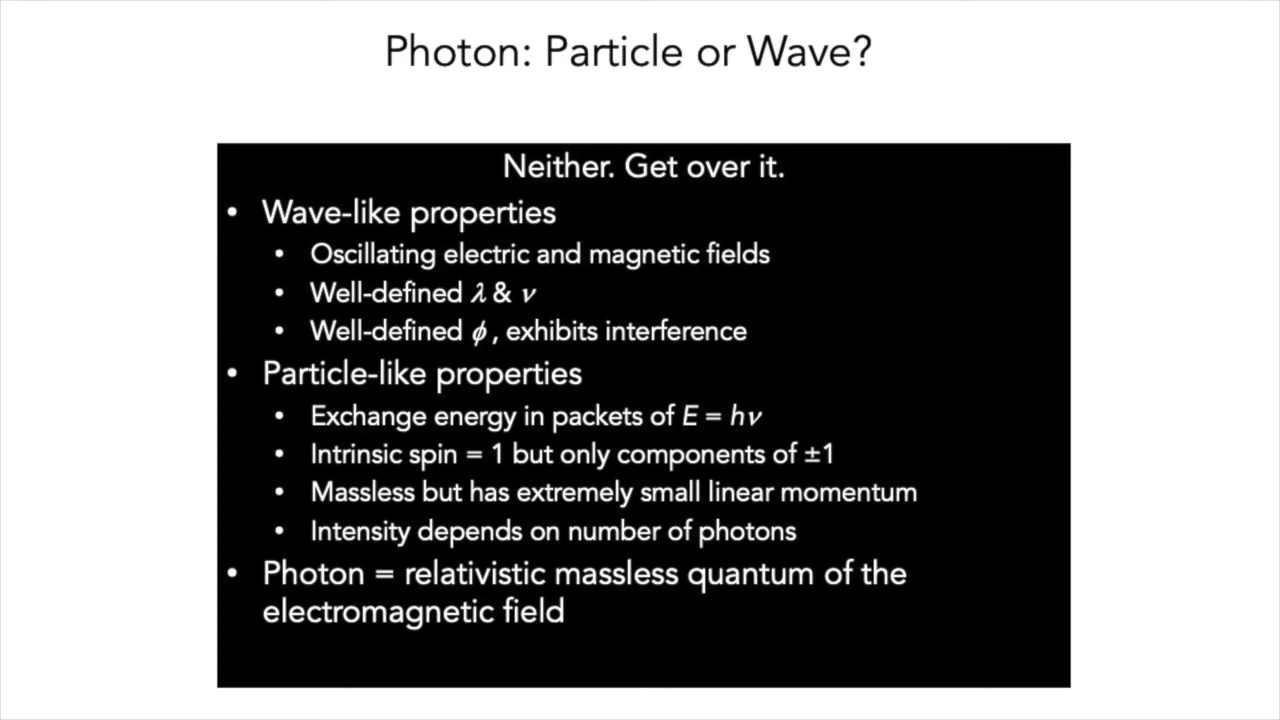 Photon: Particle or Wave?
Neither. Get over it.
• Wave-like properties
• Oscillating electric and magnetic fields
• Well-defined λ & ν
• Well-defined ϕ , exhibits interference
• Particle-like properties
• Exchange energy in packets of E = hν
• Intrinsic spin = 1 but only components of ±1
• Massless but has extremely small linear momentum
• Intensity depends on number of photons
• Photon = relativistic massless quantum of the
electromagnetic field